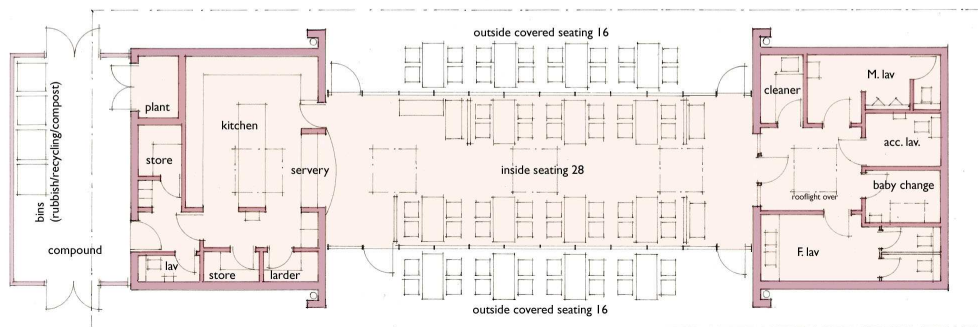 outside covered seating 16
plant
kitchen
cleaner
M. lav
store
servery
inside seating 28
acc. lav.
baby change
rooflight over
bins
(rubbish/recycling/compost)
compound
lav
store
larder
F. lav
outside covered seating 16